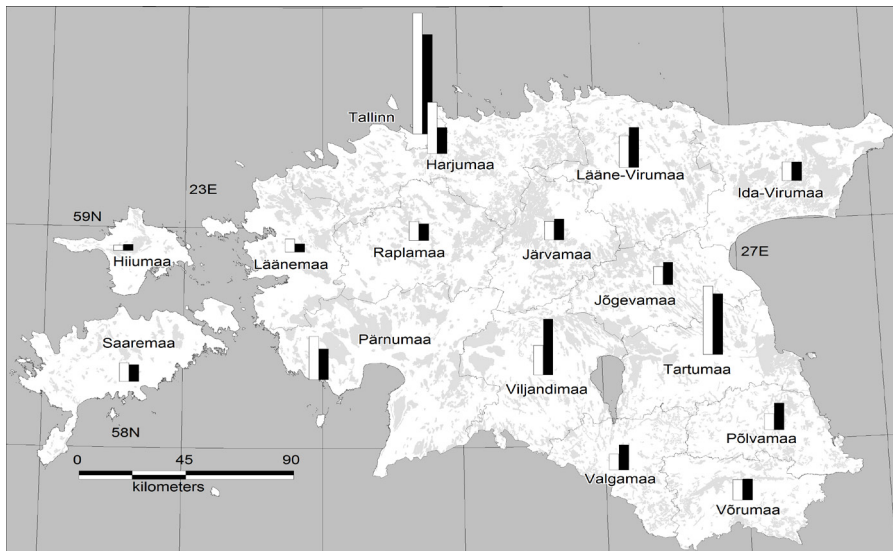 Tallinn
Harjumaa
Lääne-Virumaa
Ida-Virumaa
23E
59N
Hiiumaa
Läänemaa
Raplamaa
Järvamaa
27E
Jõgevamaa
Saaremaa
Pärnumaa
Viljandimaa
Tartumaa
58N
Põlvamaa
0 45 90
kilometers
Valgamaa
Võrumaa